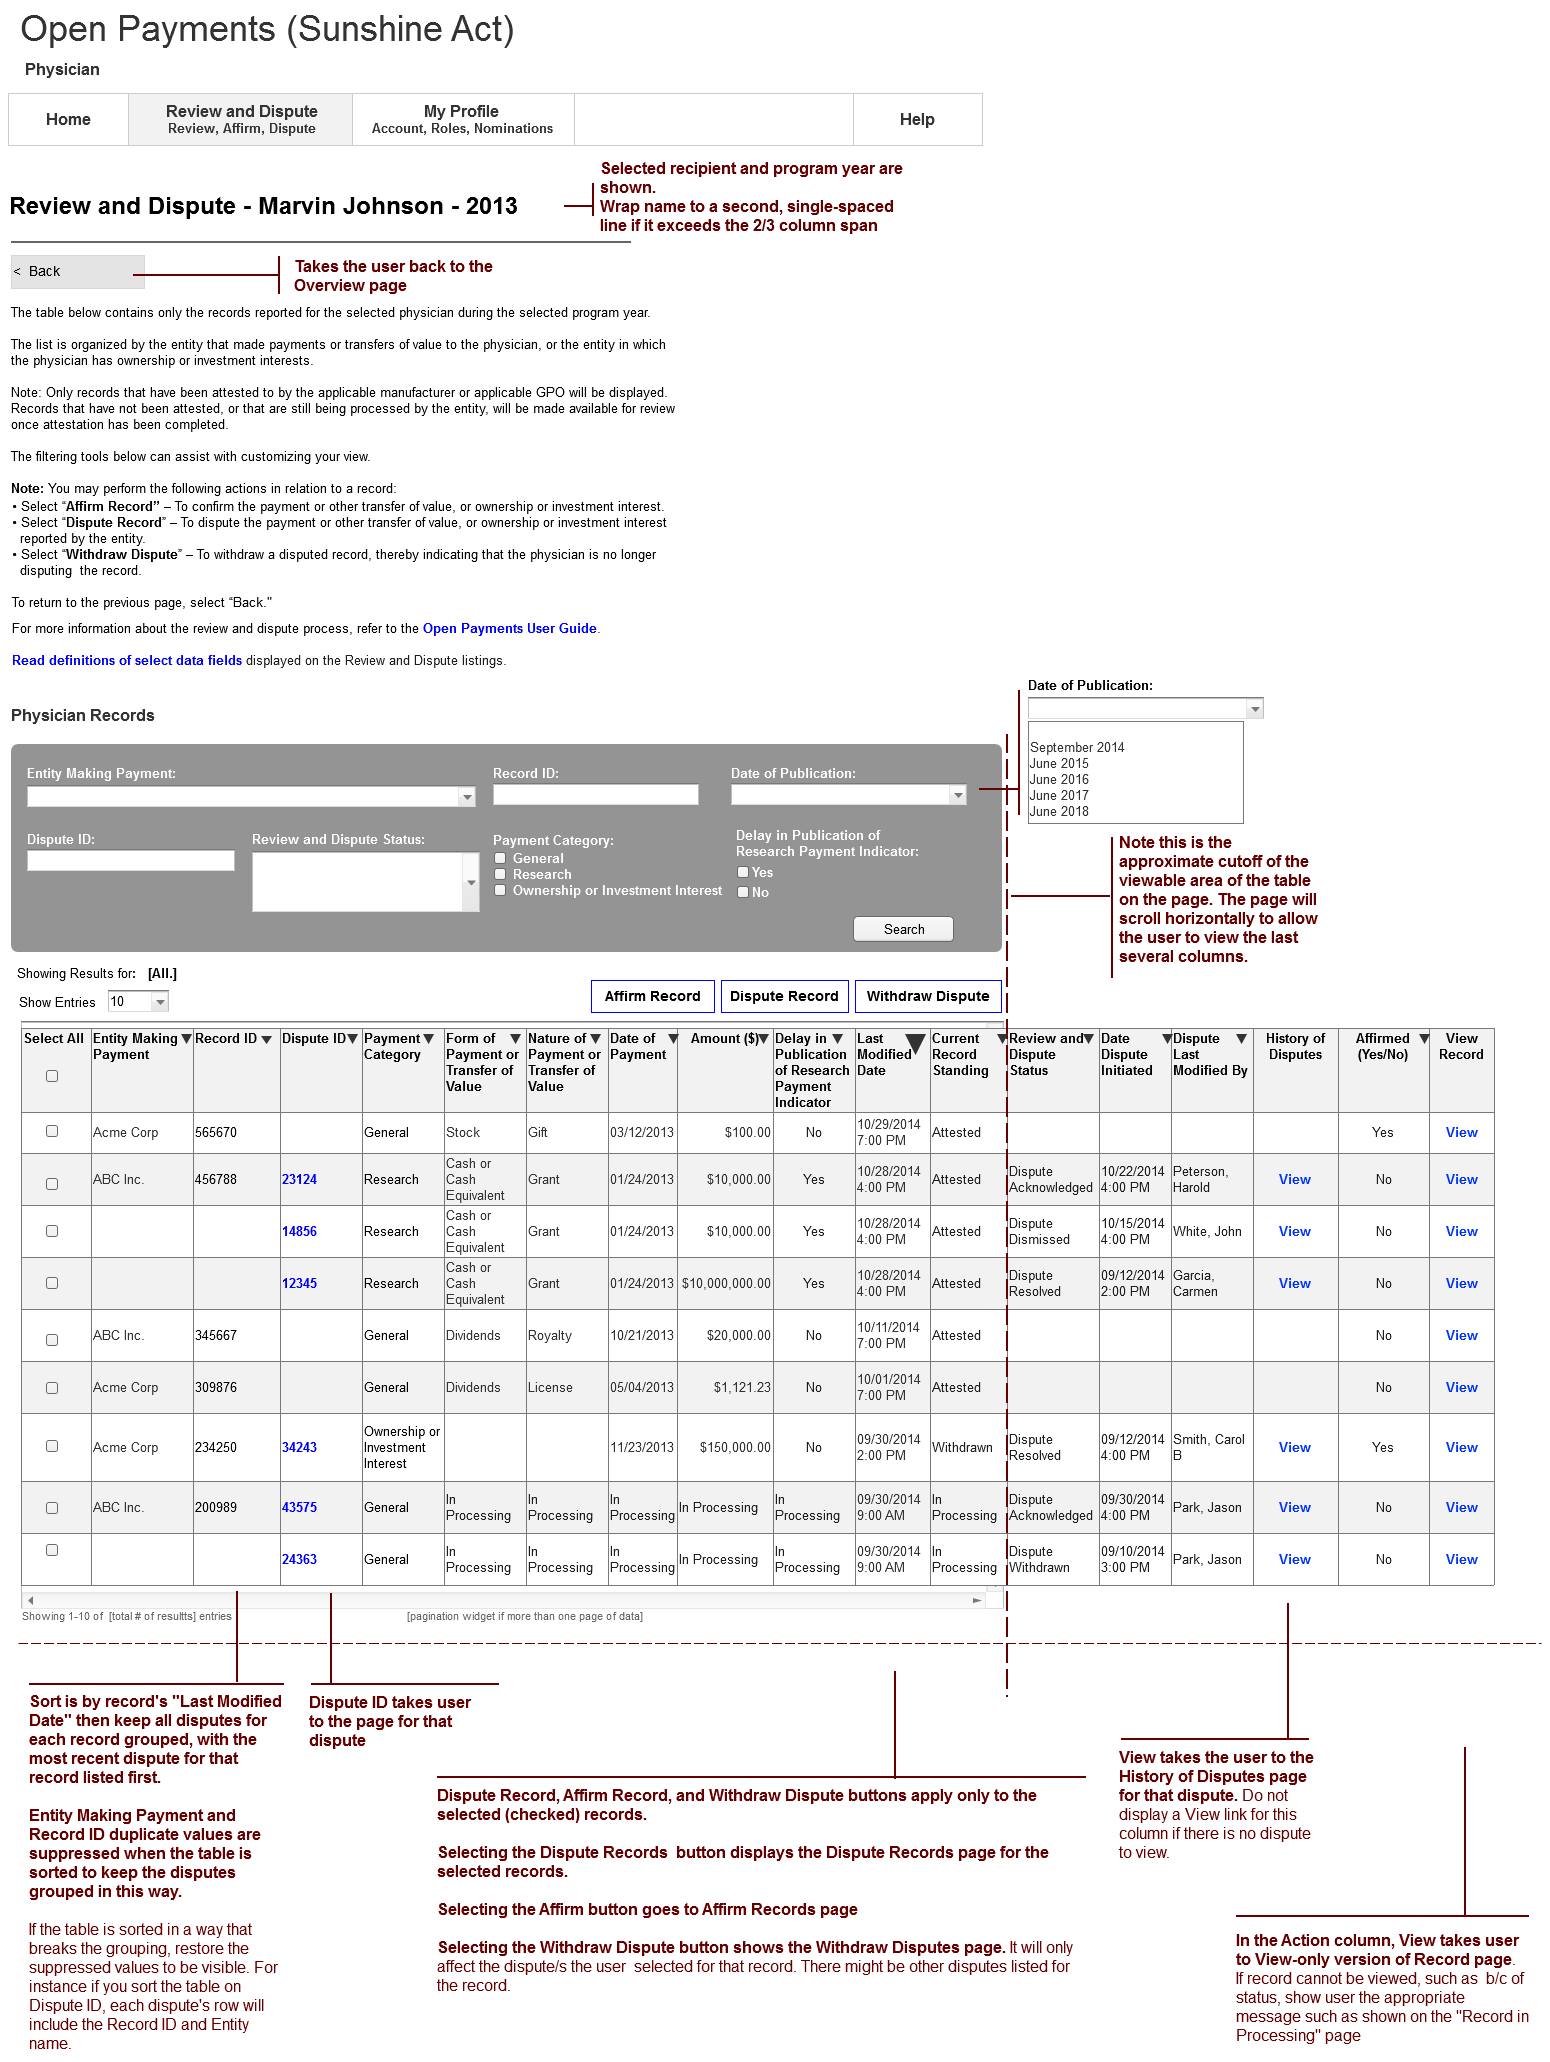 Open Payments (Sunshine Act)
Physician
Home
Review and Dispute
Review, Affirm, Dispute
My Profile
Account, Roles, Nominations
Help
Selected recipient and program year are
shown.
Wrap name to a second, single-spaced
line if it exceeds the 2/3 column span
Review and Dispute - Marvin Johnson - 2013
< Back
Takes the user back to the
Overview page
The table below contains only the records reported for the selected physician during the selected program year.
The list is organized by the entity that made payments or transfers of value to the physician, or the entity in which
the physician has ownership or investment interests.
Note: Only records that have been attested to by the applicable manufacturer or applicable GPO will be displayed.
Records that have not been attested, or that are still being processed by the entity, will be made available for review
once attestation has been completed.
The filtering tools below can assist with customizing your view.
Note: You may perform the following actions in relation to a record:
• Select “Affirm Record” – To confirm the payment or other transfer of value, or ownership or investment interest.
• Select “Dispute Record” – To dispute the payment or other transfer of value, or ownership or investment interest
reported by the entity.
• Select “Withdraw Dispute” – To withdraw a disputed record, thereby indicating that the physician is no longer
disputing the record.
To return to the previous page, select “Back."
For more information about the review and dispute process, refer to the Open Payments User Guide.
Read definitions of select data fields displayed on the Review and Dispute listings.
Date of Publication:
September 2014
June 2015
June 2016
June 2017
June 2018
Physician Records
Entity Making Payment:
Record ID:
Date of Publication:
Dispute ID:
Review and Dispute Status:
Payment Category:
General
Research
Ownership or Investment Interest
Delay in Publication of
Research Payment Indicator:
Yes
No
Search
Note this is the
approximate cutoff of the
viewable area of the table
on the page. The page will
scroll horizontally to allow
the user to view the last
several columns.
Showing Results for: [All.]
Show Entries 10
Affirm Record
Dispute Record
Withdraw Dispute
Select All
Entity Making
Payment
Record ID
Dispute ID
Payment
Category
Form of
Payment or
Transfer of
Value
Nature of
Payment or
Transfer of
Value
Date of
Payment
Amount ($)
Delay in
Publication
of Research
Payment
Indicator
Last
Modified
Date
Current
Record
Standing
Review and
Dispute
Status
Date
Dispute
Initiated
Dispute
Last
Modified By
History of
Disputes
Affirmed
(Yes/No)
View
Record
Acme Corp 565670 General Stock Gift 03/12/2013 $100.00 No 10/29/2014 7:00 PM Attested Yes View
ABC Inc. 456788 23124 Research Cash or Cash Equivalent Grant 01/24/2013 $10,000.00 Yes 10/28/2014 4:00 PM Attested Dispute Acknowledged 10/22/2014 4:00 PM Peterson, Harold View No View
14856 Research Cash or Cash Equivalent Grant 01/24/2013 $10,000.00 Yes 10/28/2014 4:00 PM Attested Dispute Dismissed 10/15/2014 4:00 PM White, John View No View
12345 Research Cash or Cash Equivalent Grant 01/24/2013 $10,000,000.00 Yes 10/28/2014 4:00 PM Attested Dispute Resolved 09/12/2014 2:00 PM Garcia, Carmen View No View
ABC Inc. 345667 General Dividends Royalty 10/21/2013 $20,000.00 No 10/11/2014 7:00 PM Attested No View
Acme Corp 309876 General Dividends License 05/04/2013 $1,121.23 No 10/01/2014 7:00 PM Attested No View
Acme Corp 234250 34243 Ownership or Investment Interest 11/23/2013 $150,000.00 No 09/30/2014 2:00 PM Withdrawn Dispute Resolved 09/12/2014 4:00 PM Smith, Carol B View Yes View
ABC Inc. 200989 43575 General In Processing In Processing In Processing In Processing In Processing 09/30/2014 9:00 AM In Processing Dispute Acknowledged 09/30/2014 4:00 PM Park, Jason View No View
24363 General In Processing In Processing In Processing In Processing In Processing 09/30/2014 9:00 AM In Processing Dispute Withdrawn 09/10/2014 3:00 PM Park, Jason View No View
Showing 1-10 of [total # of resultts] entries
[pagination widget if more than one page of data]
Sort is by record's "Last Modified
Date" then keep all disputes for
each record grouped, with the
most recent dispute for that
record listed first.
Entity Making Payment and
Record ID duplicate values are
suppressed when the table is
sorted to keep the disputes
grouped in this way.
If the table is sorted in a way that
breaks the grouping, restore the
suppressed values to be visible. For
instance if you sort the table on
Dispute ID, each dispute's row will
include the Record ID and Entity
name.
Dispute ID takes user
to the page for that
dispute
Dispute Record, Affirm Record, and Withdraw Dispute buttons apply only to the
selected (checked) records.
Selecting the Dispute Records button displays the Dispute Records page for the
selected records.
Selecting the Affirm button goes to Affirm Records page
Selecting the Withdraw Dispute button shows the Withdraw Disputes page. It will only
affect the dispute/s the user selected for that record. There might be other disputes listed for
the record.
View takes the user to the
History of Disputes page
for that dispute. Do not
display a View link for this
column if there is no dispute
to view.
In the Action column, View takes user
to View-only version of Record page.
If record cannot be viewed, such as b/c of
status, show user the appropriate
message such as shown on the "Record in
Processing" page